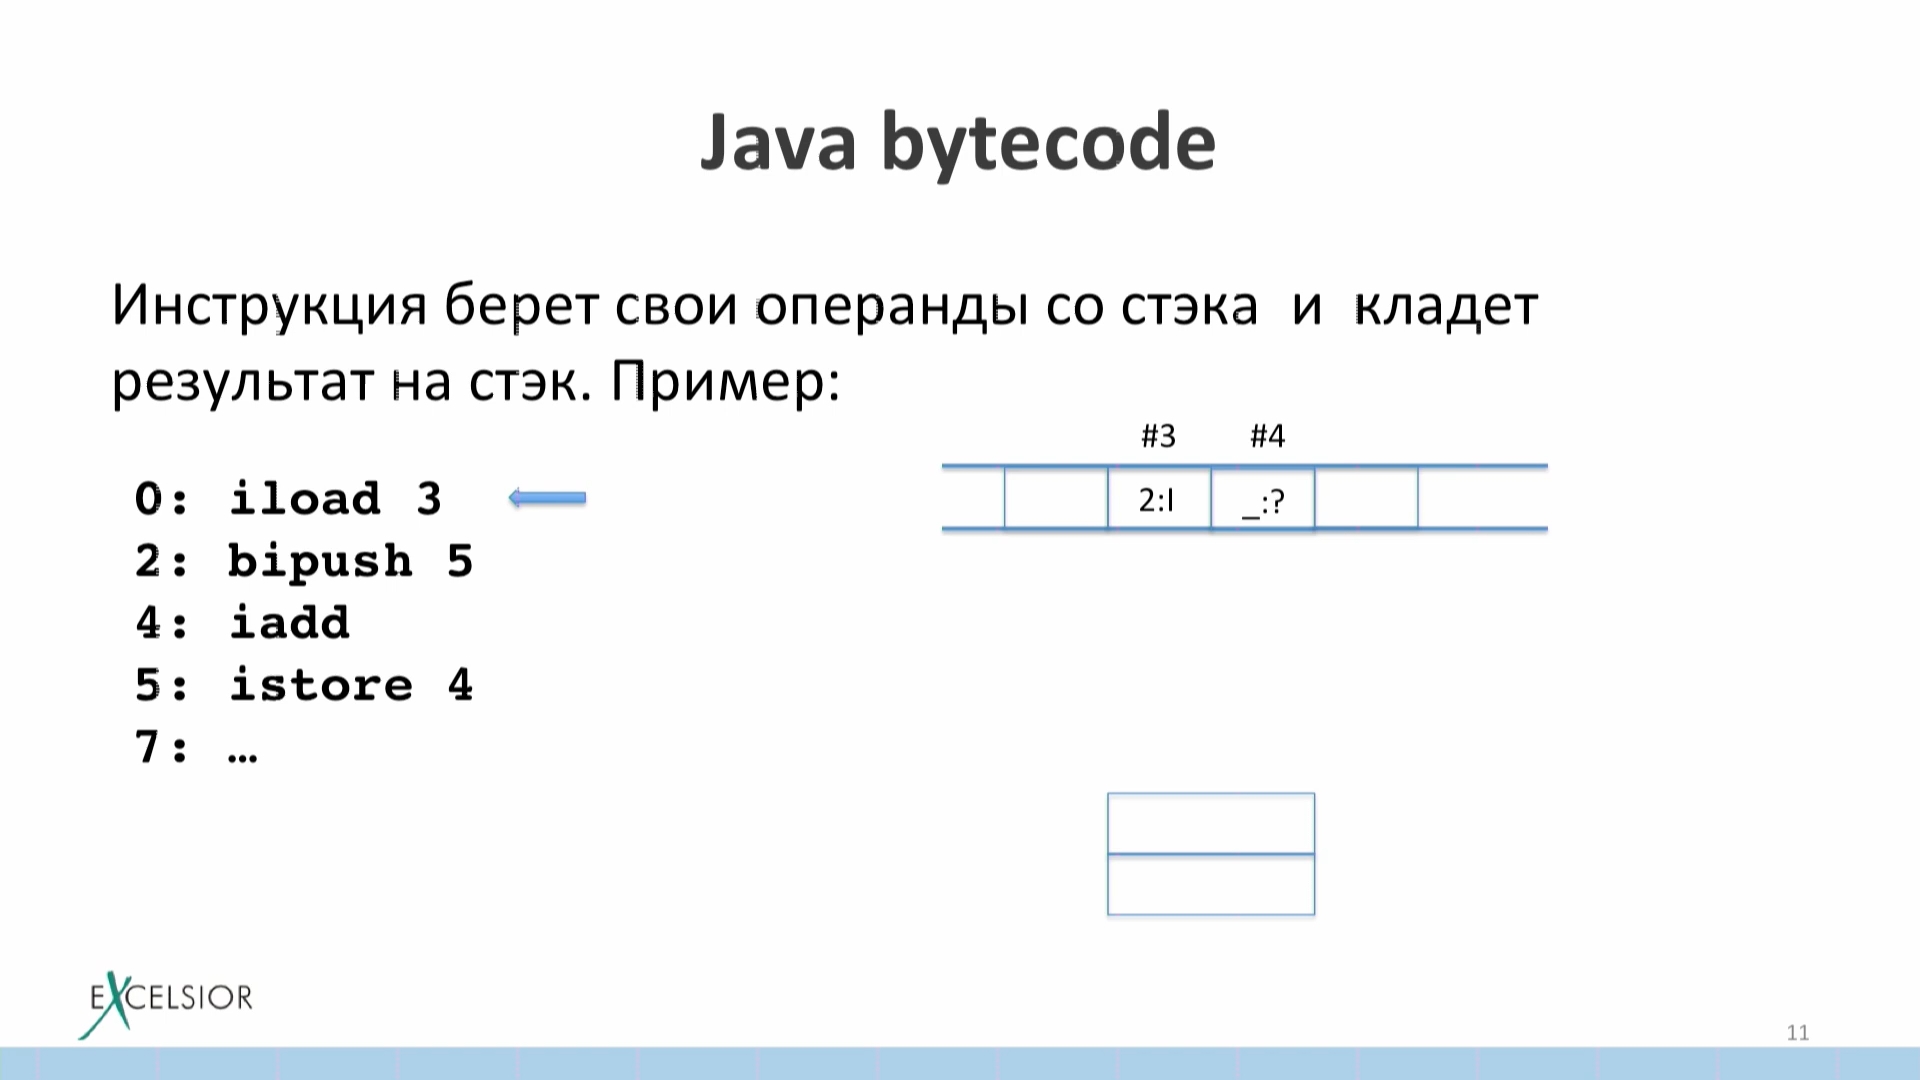 Java bytecode
Инструкция берет свои операнды со стэка и кладет
результат на стэк. Пример:
#3 #4
2:I _:?
0: iload 3
2: bipush 5
4: iadd
5: istore 4
7: …
EXCELSIOR
11